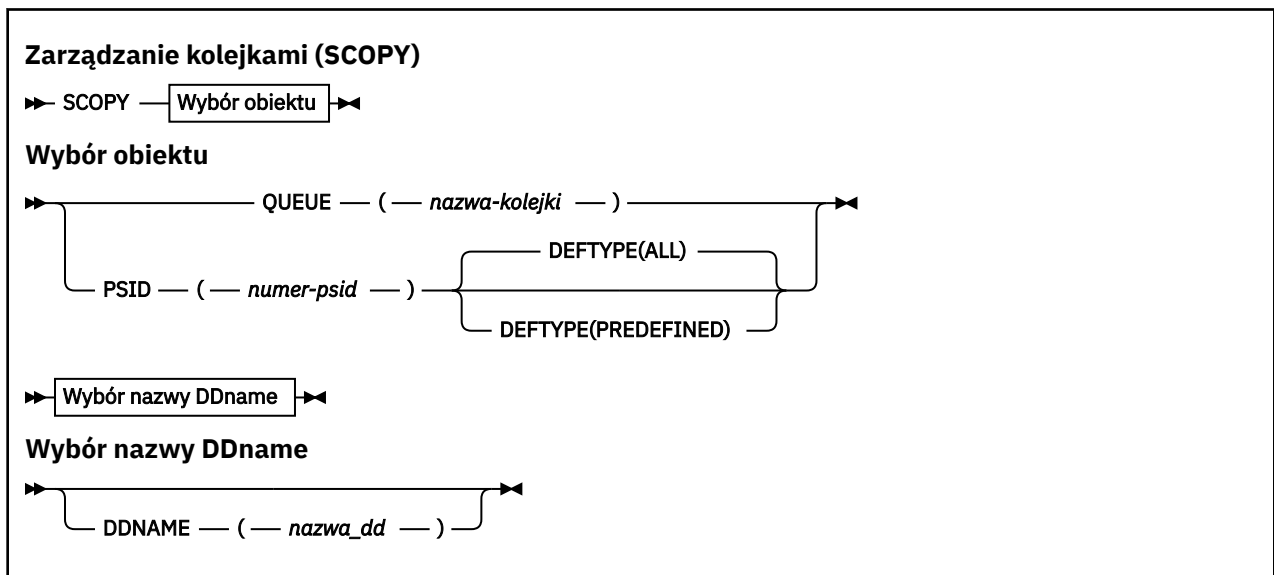 Zarządzanie kolejkami (SCOPY)
SCOPY Wybór obiektu
Wybór obiektu
QUEUE ( nazwa-kolejki )
DEFTYPE(ALL)
PSID ( numer-psid )
DEFTYPE(PREDEFINED)
Wybór nazwy DDname
Wybór nazwy DDname
DDNAME ( nazwa_dd )